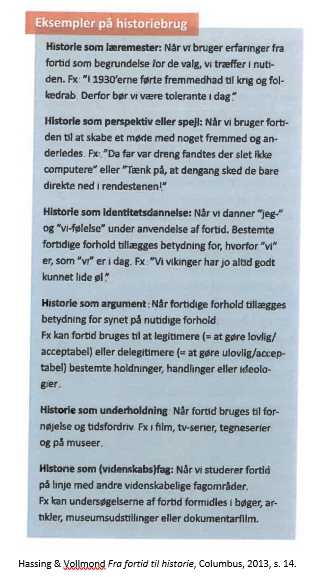 Eksempler på historiebrug
Historie som læremester: Når vi bruger erfaringer fra
fortid som begrundelse for de valg, vi træffer i nuti-
den. Fx: "I 1930'erne førte fremmedhad til krig og fol-
kedrab. Derfor bør vi være tolerante i dag."
Historie som perspektiv eller spejl: Når vi bruger forti-
den til at skabe et møde med noget fremmed og an-
derledes. Fx: "Da far var dreng fandtes der slet ikke
computere" eller "Tænk på, at dengang sked de bare
direkte ned i rendestenen!"
Historie som identitetsdannelse: Når vi danner "jeg-"
og "vi-følelse" under anvendelse af fortid. Bestemte
fortidige forhold tillægges betydning for, hvorfor "vi"
er, som "vi" er i dag. Fx: "Vi vikinger har jo altid godt
kunnet lide øl."
Historie som argument: Når fortidige forhold tillægges
betydning for synet på nutidige forhold.
Fx kan fortid bruges til at legitimere (= at gøre lovlig/
acceptabel) eller delegitimere (= at gøre ulovlig/accep-
tabel) bestemte holdninger, handlinger eller ideolo-
gier.
Historie som underholdning: Når fortid bruges til for-
nøjelse og tidsfordriv. Fx i film, tv-serier, tegneserier
og på museer.
Historie som (videnskabs)fag: Når vi studerer fortid
på linje med andre videnskabelige fagområder.
Fx kan undersøgelserne af fortid formidles i bøger, ar-
tikler, museumsudstillinger eller dokumentarfilm.
Hassing & Vollmond Fra fortid til historie, Columbus, 2013, s. 14.